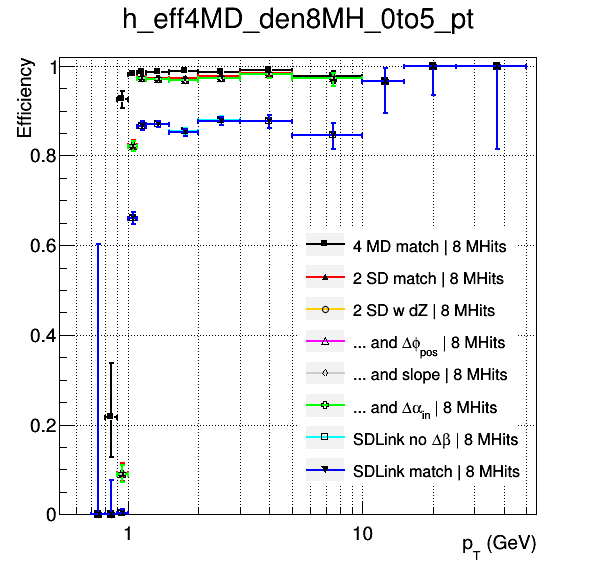 h_eff4MD_den8MH_0to5_pt
Efficiency
1
0.8
0.6
0.4
0.2
0
4 MD match | 8 MHits
2 SD match | 8 MHits
2 SD w dZ | 8 MHits
... and Δϕpos | 8 MHits
... and slope | 8 MHits
... and Δαin | 8 MHits
SDLink no Δβ | 8 MHits
SDLink match | 8 MHits
1
10
pT (GeV)